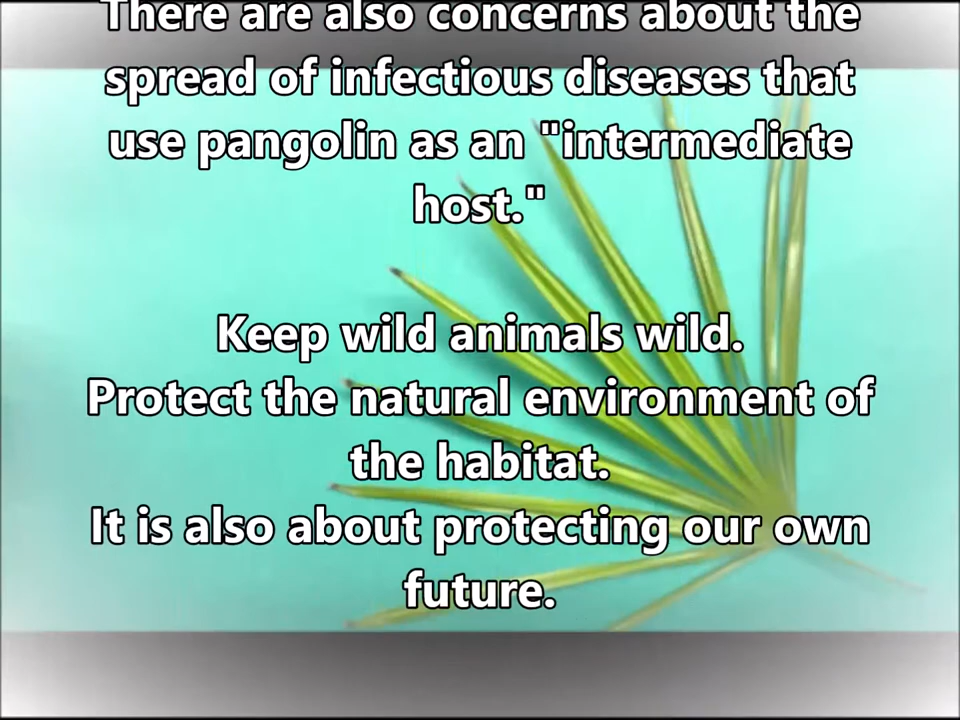 There are also concerns about the
spread of infectious diseases that
use pangolin as an "intermediate
host."
Keep wild animals wild.
Protect the natural environment of
the habitat.
It is also about protecting our own
future.